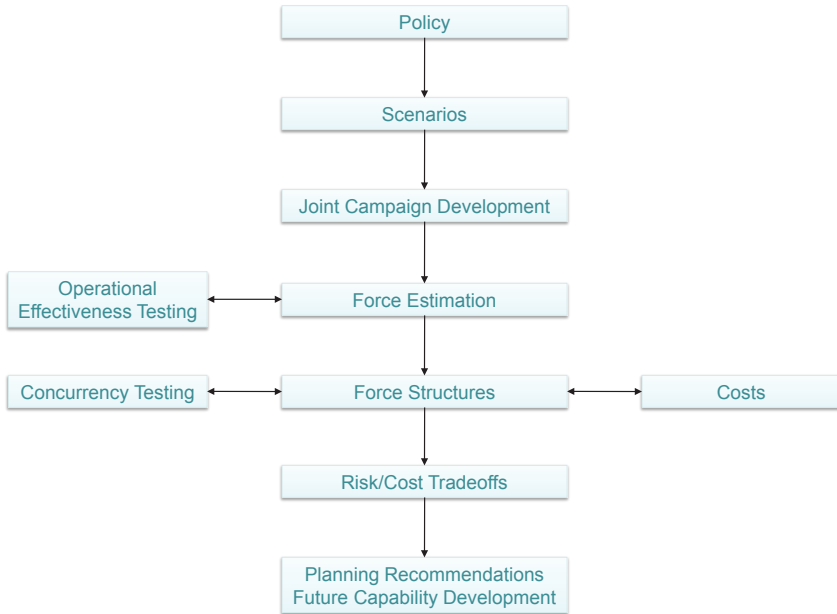 Policy
Scenarios
Joint Campaign Development
Operational
Effectiveness Testing
Force Estimation
Concurrency Testing
Force Structures
Costs
Risk/Cost Tradeoffs
Planning Recommendations
Future Capability Development